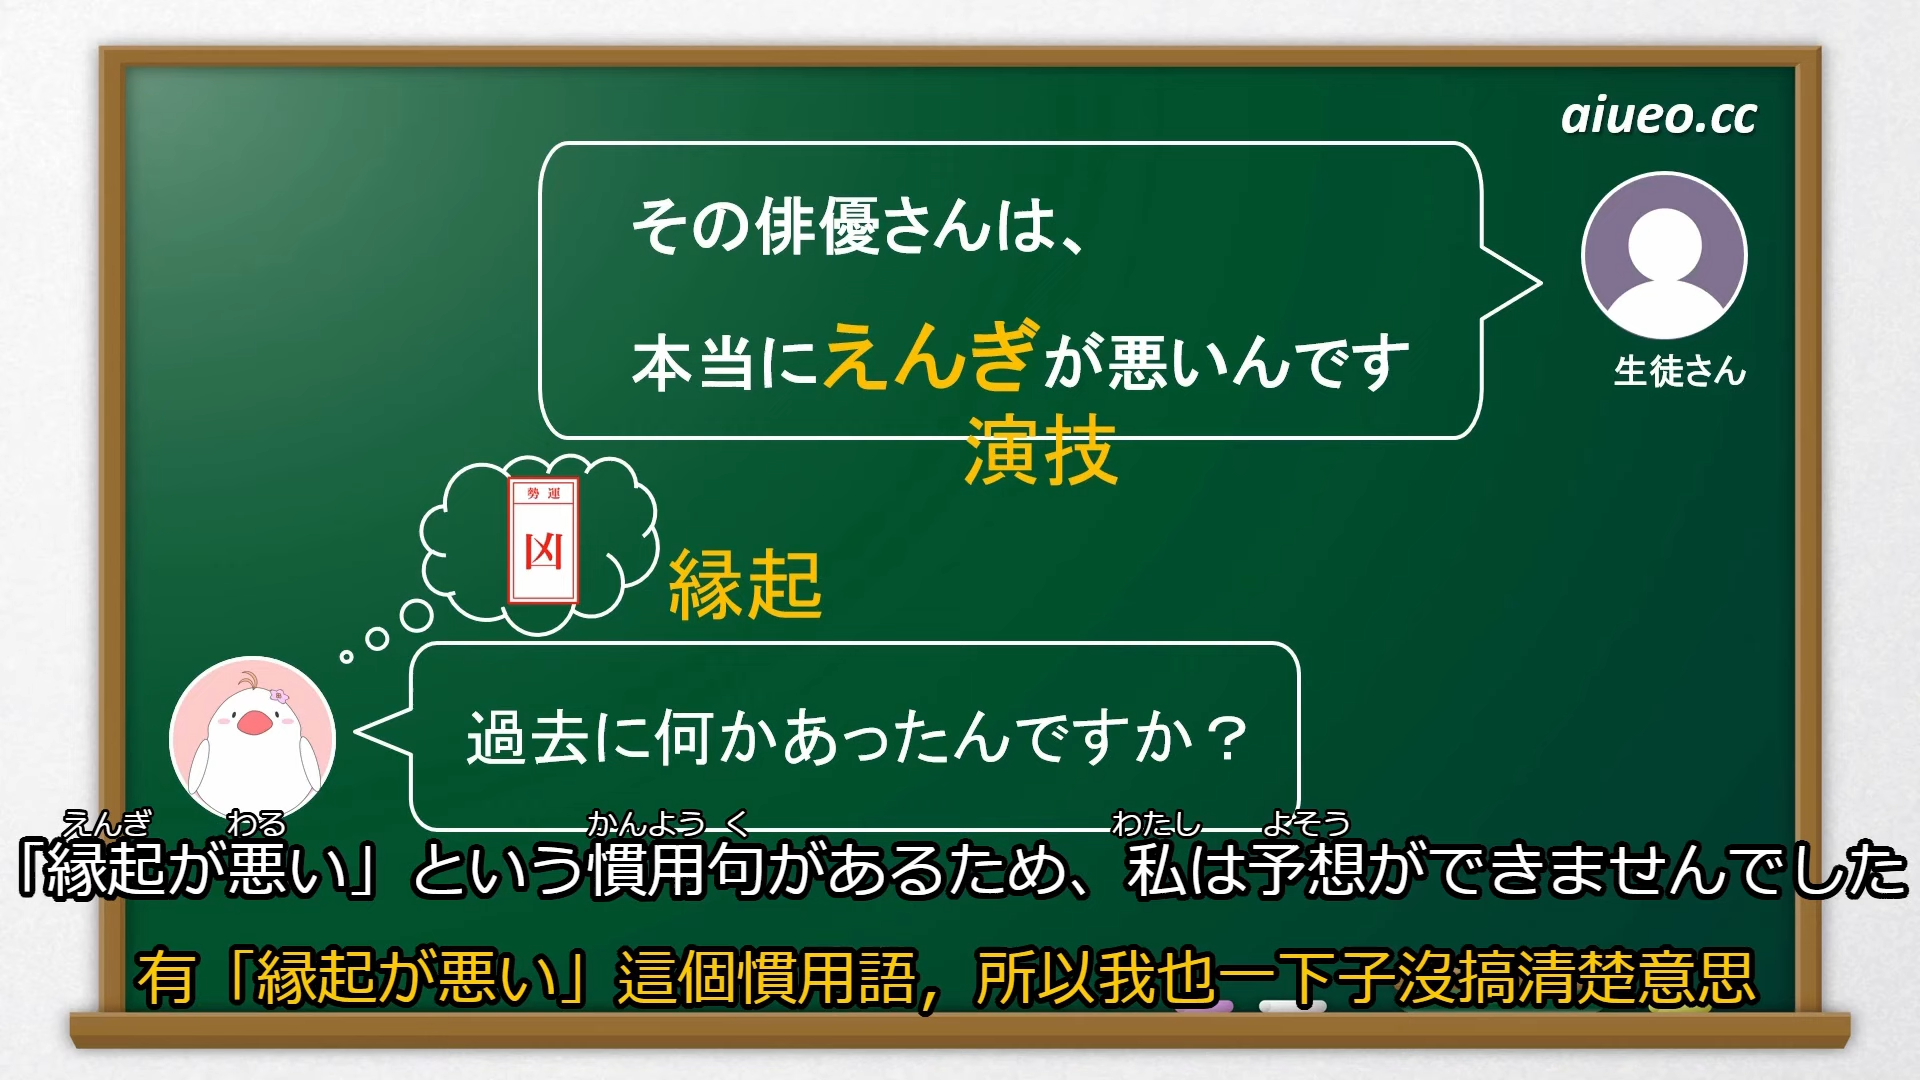 aiueo.cc
その俳優さんは、
本当にえんぎが悪いんです
演技
生徒さん
勢運
凶
縁起
過去に何かあったんですか？
えんぎ わる かんようく わたし よそう
「縁起が悪い」という慣用句があるため、私は予想ができませんでした
有「縁起が悪い」這個慣用語，所以我也一下子沒搞清楚意思